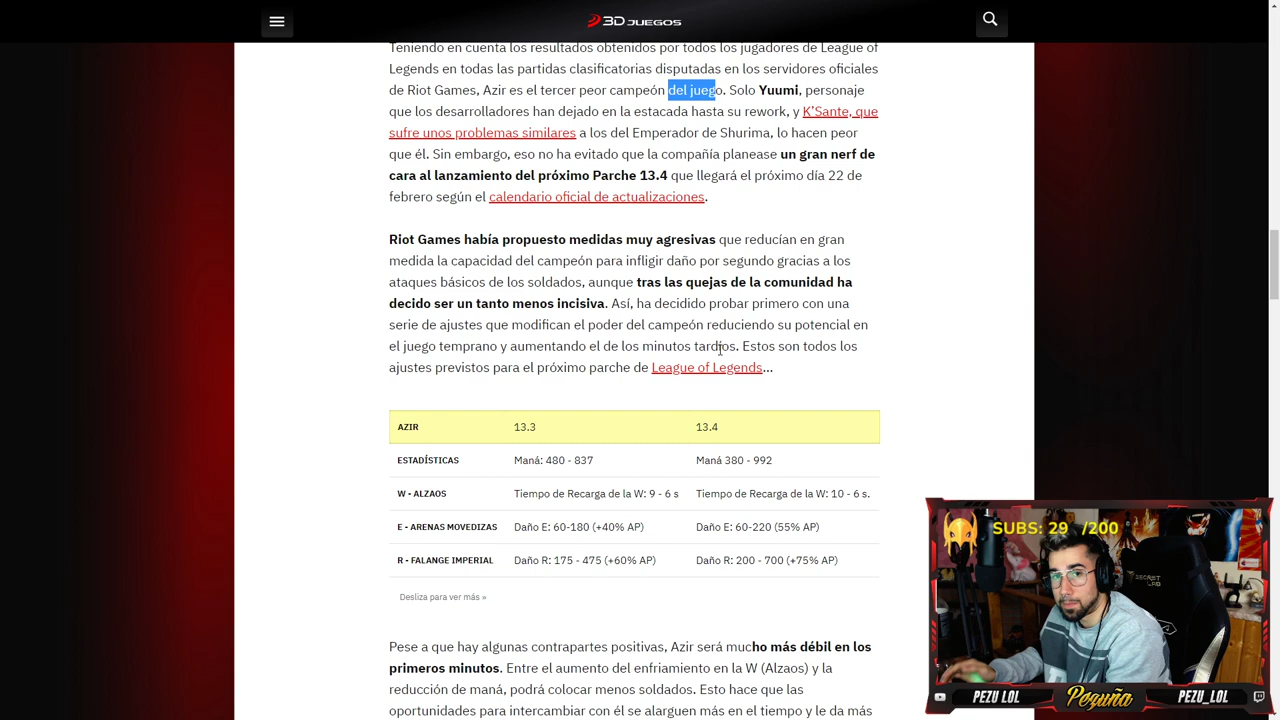 3D JUEGOS
Teniendo en cuenta los resultados obtenidos por todos los jugadores de League of
Legends en todas las partidas clasificatorias disputadas en los servidores oficiales
de Riot Games, Azir es el tercer peor campeón del juego. Solo Yuumi, personaje
que los desarrolladores han dejado en la estacada hasta su rework, y K'Sante, que
sufre unos problemas similares a los del Emperador de Shurima, lo hacen peor
que él. Sin embargo, eso no ha evitado que la compañía planease un gran nerf de
cara al lanzamiento del próximo Parche 13.4 que llegará el próximo día 22 de
febrero según el calendario oficial de actualizaciones.
Riot Games había propuesto medidas muy agresivas que reducían en gran
medida la capacidad del campeón para infligir daño por segundo gracias a los
ataques básicos de los soldados, aunque tras las quejas de la comunidad ha
decido ser un tanto menos incisiva. Así, ha decidido probar primero con una
serie de ajustes que modifican el poder del campeón reduciendo su potencial en
el juego temprano y aumentando el de los minutos tardíos. Estos son todos los
ajustes previstos para el próximo parche de League of Legends...
AZIR 13.3 13.4
ESTADÍSTICAS Maná: 480 - 837 Maná 380 - 992
W - ALZAOS Tiempo de Recarga de la W: 9 - 6 s Tiempo de Recarga de la W: 10 - 6 s.
E - ARENAS MOVEDIZAS Daño E: 60-180 (+40% AP) Daño E: 60-220 (55% AP)
R - FALANGE IMPERIAL Daño R: 175 - 475 (+60% AP) Daño R: 200 - 700 (+75% AP)
Desliza para ver más »
Pese a que hay algunas contrapartes positivas, Azir será mucho más débil en los
primeros minutos. Entre el aumento del enfriamiento en la W (Alzaos) y la
reducción de maná, podrá colocar menos soldados. Esto hace que las
oportunidades para intercambiar con él se alarguen más en el tiempo y le da más
SUBS: 29 /200
SECRET LAB
PEZU LOL Pezuña PEZU_LOL